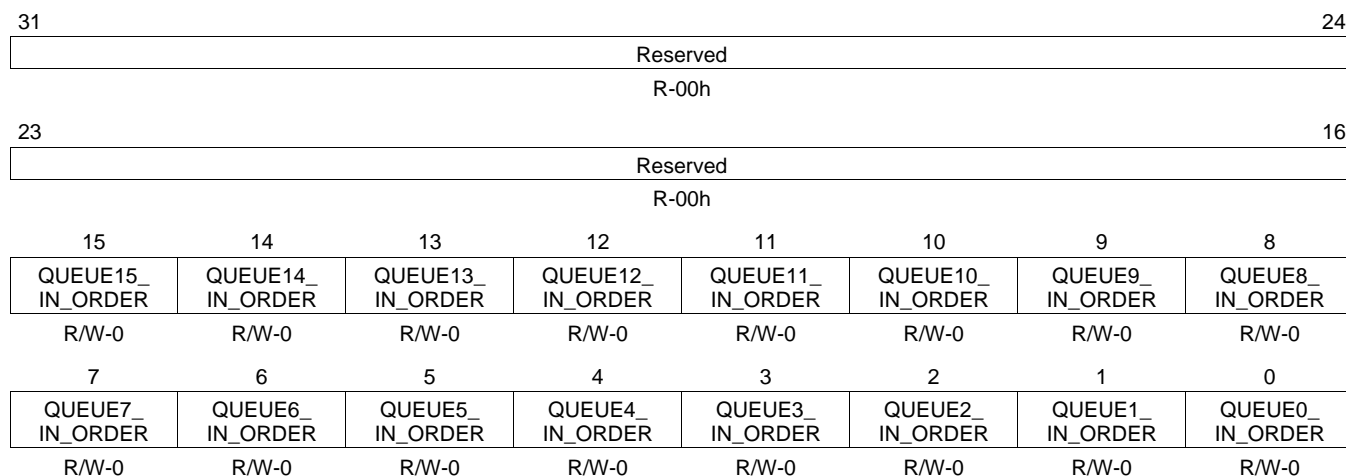 31 24
Reserved
R-00h
23 16
Reserved
R-00h
15 14 13 12 11 10 9 8
QUEUE15_ QUEUE14_ QUEUE13_ QUEUE12_ QUEUE11_ QUEUE10_ QUEUE9_ QUEUE8_
IN_ORDER IN_ORDER IN_ORDER IN_ORDER IN_ORDER IN_ORDER IN_ORDER IN_ORDER
R/W-0 R/W-0 R/W-0 R/W-0 R/W-0 R/W-0 R/W-0 R/W-0
7 6 5 4 3 2 1 0
QUEUE7_ QUEUE6_ QUEUE5_ QUEUE4_ QUEUE3_ QUEUE2_ QUEUE1_ QUEUE0_
IN_ORDER IN_ORDER IN_ORDER IN_ORDER IN_ORDER IN_ORDER IN_ORDER IN_ORDER
R/W-0 R/W-0 R/W-0 R/W-0 R/W-0 R/W-0 R/W-0 R/W-0